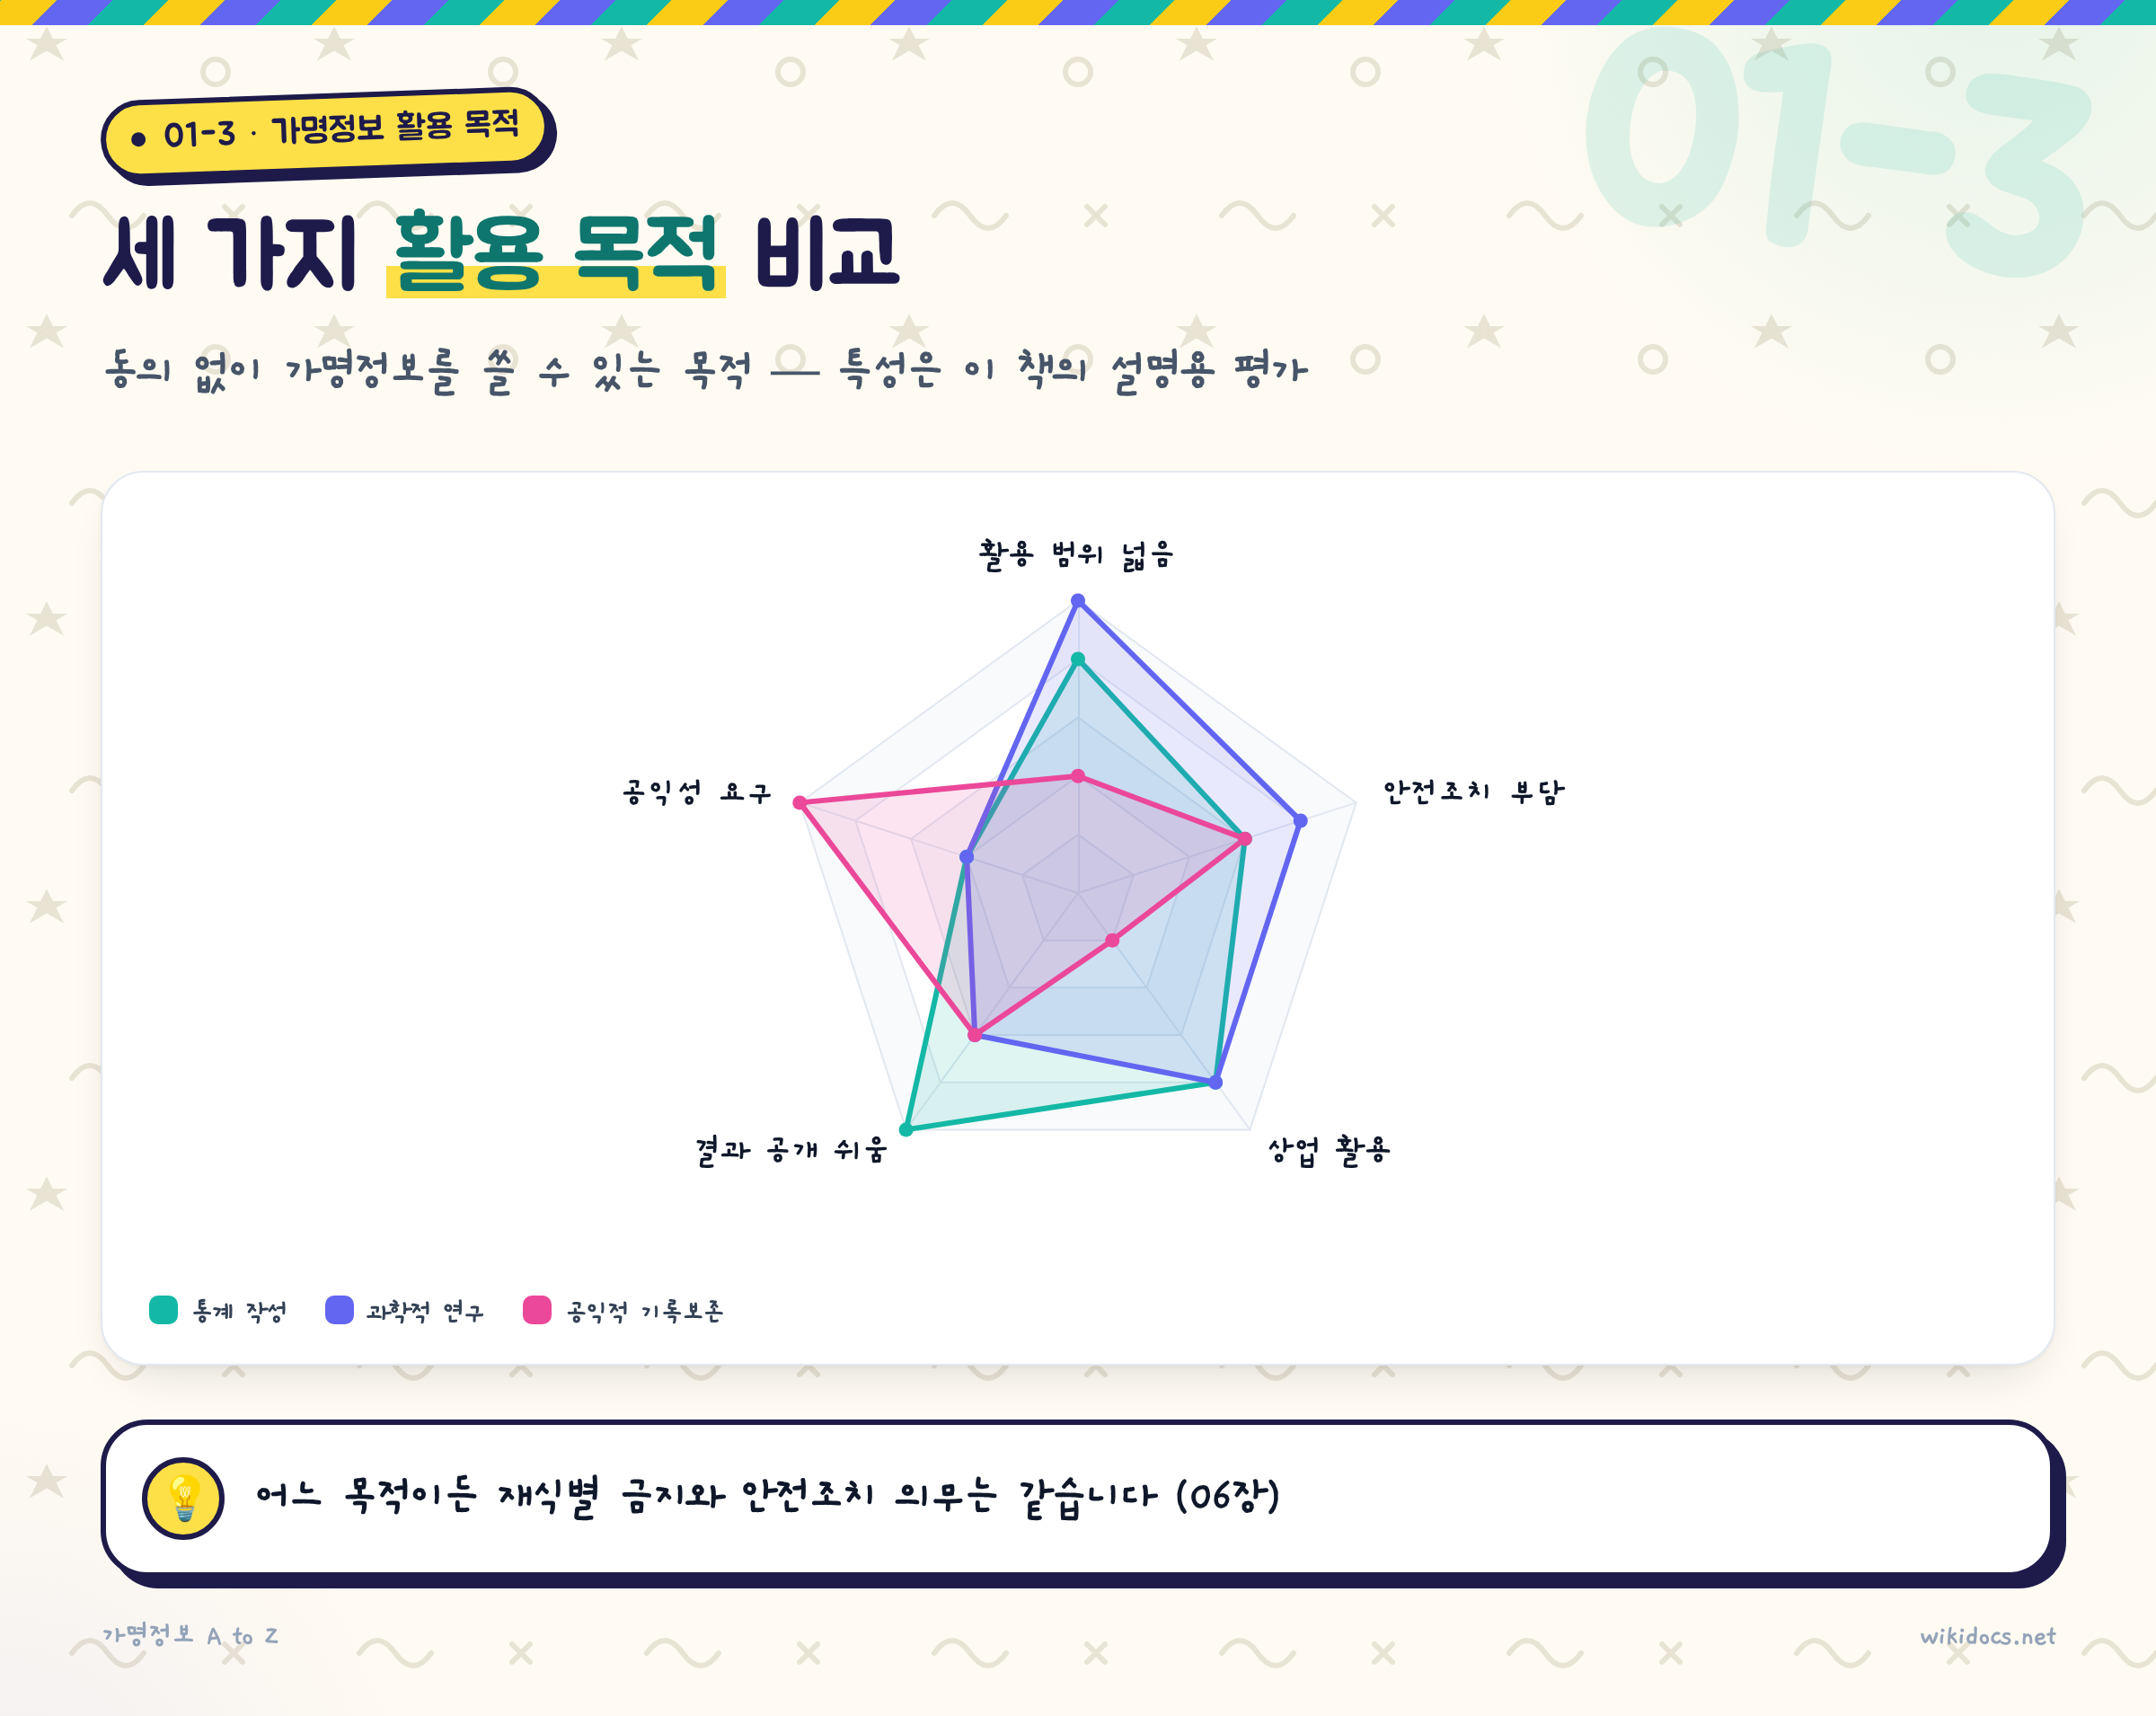 01-3
01-3 · 가명정보 활용 목적
세 가지 활용 목적 비교
동의 없이 가명정보를 쓸 수 있는 목적 — 특성은 이 책의 설명용 평가
활용 범위 넓음
공익성 요구
안전조치 부담
결과 공개 쉬움
상업 활용
통계 작성
과학적 연구
공익적 기록보존
💡 어느 목적이든 재식별 금지와 안전조치 의무는 같습니다 (06장)
가명정보 A to Z
wikidocs.net